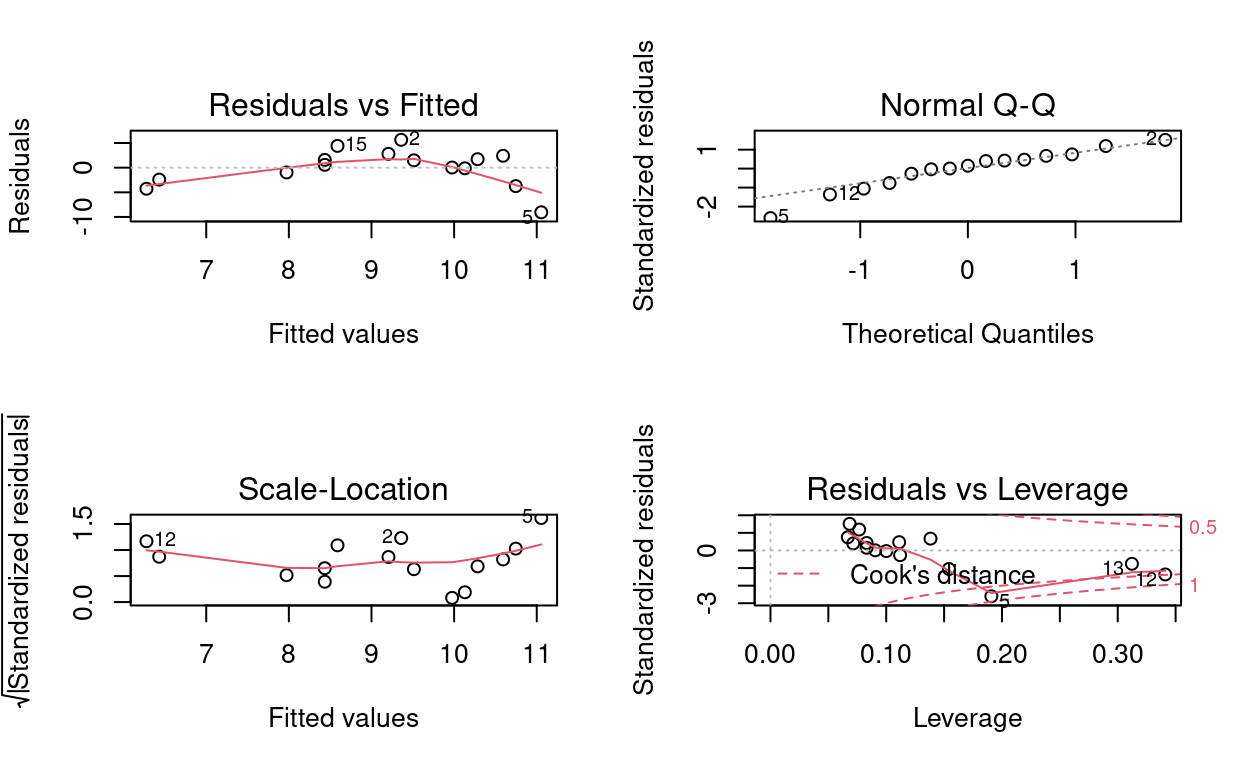 Residuals vs Fitted
Residuals
0
-10
15
2
5
7 8 9 10 11
Fitted values
Normal Q-Q
Standardized residuals
1
-2
2
12
5
-1 0 1
Theoretical Quantiles
Scale-Location
√|Standardized residuals|
1.5
0.0
12
2
5
7 8 9 10 11
Fitted values
Residuals vs Leverage
Standardized residuals
0
-3
0.5
1
13
12
5
Cook's distance
0.00 0.10 0.20 0.30
Leverage